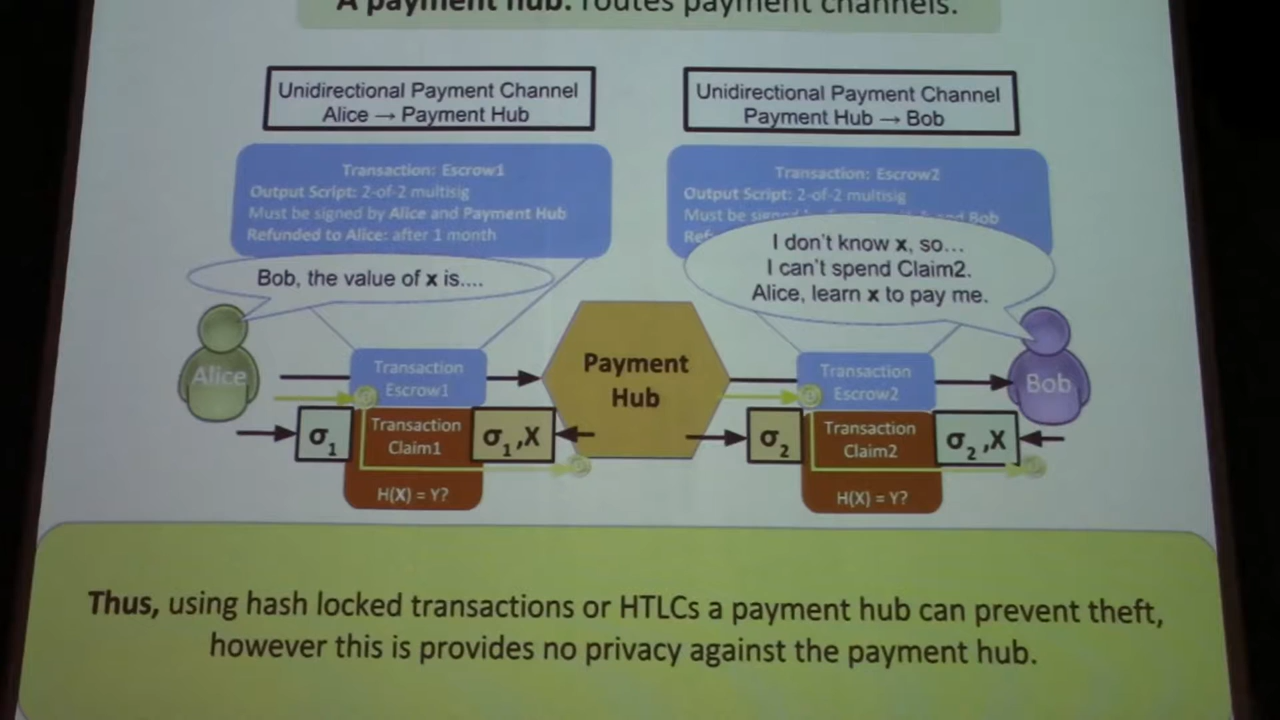 A payment hub: routes payment channels.
Unidirectional Payment Channel
Alice → Payment Hub
Unidirectional Payment Channel
Payment Hub → Bob
Transaction: Escrow1
Output Script: 2-of-2 multisig
Must be signed by Alice and Payment Hub
Refunded to Alice: after 1 month
Transaction: Escrow2
Output Script: 2-of-2 multisig
Must be and Bob
Bob, the value of x is....
I don't know x, so...
I can't spend Claim2.
Alice, learn x to pay me.
Alice
Transaction
Escrow1
Payment
Hub
Transaction
Escrow2
Bob
σ1
Transaction
Claim1
σ1,X
σ2
Transaction
Claim2
σ2,X
H(X) = Y?
H(X) = Y?
Thus, using hash locked transactions or HTLCs a payment hub can prevent theft,
however this is provides no privacy against the payment hub.